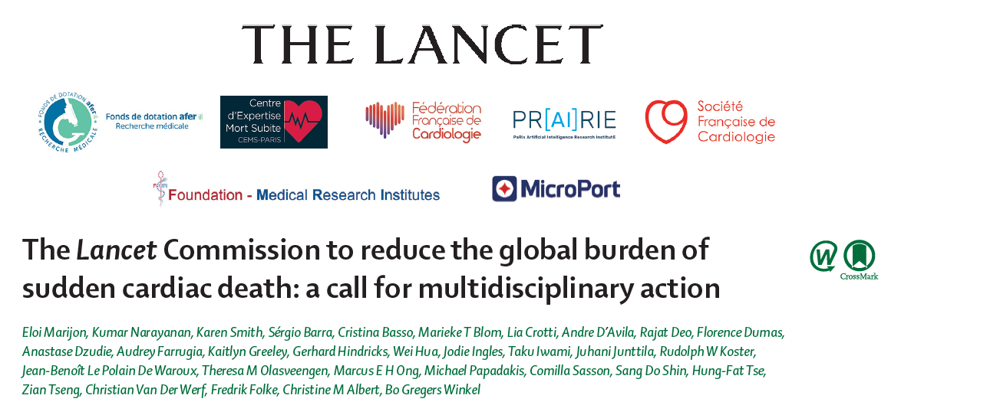 THE LANCET
FONDS DE DOTATION afer
RECHERCHE MÉDICALE
Fonds de dotation afer
Recherche médicale
Centre
d'Expertise
Mort Subite
CEMS-PARIS
Fédération
Française de
Cardiologie
PR[AI]RIE
PaRis Artificial Intelligence Research InstitutE
Société
Française de
Cardiologie
Foundation - Medical Research Institutes
MicroPort
The Lancet Commission to reduce the global burden of
sudden cardiac death: a call for multidisciplinary action
W
CrossMark
Eloi Marijon, Kumar Narayanan, Karen Smith, Sérgio Barra, Cristina Basso, Marieke T Blom, Lia Crotti, Andre D'Avila, Rajat Deo, Florence Dumas,
Anastase Dzudie, Audrey Farrugia, Kaitlyn Greeley, Gerhard Hindricks, Wei Hua, Jodie Ingles, Taku Iwami, Juhani Junttila, Rudolph W Koster,
Jean-Benoît Le Polain De Waroux, Theresa M Olasveengen, Marcus E H Ong, Michael Papadakis, Comilla Sasson, Sang Do Shin, Hung-Fat Tse,
Zian Tseng, Christian Van Der Werf, Fredrik Folke, Christine M Albert, Bo Gregers Winkel